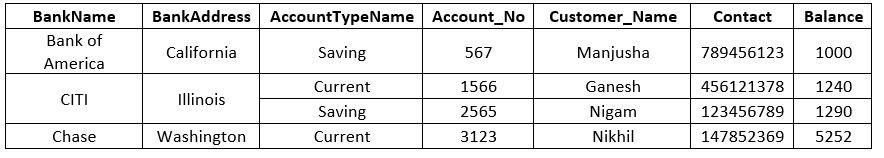 BankName BankAddress AccountTypeName Account_No Customer_Name Contact Balance
Bank of America California Saving 567 Manjusha 789456123 1000
CITI Illinois Current 1566 Ganesh 456121378 1240
Saving 2565 Nigam 123456789 1290
Chase Washington Current 3123 Nikhil 147852369 5252